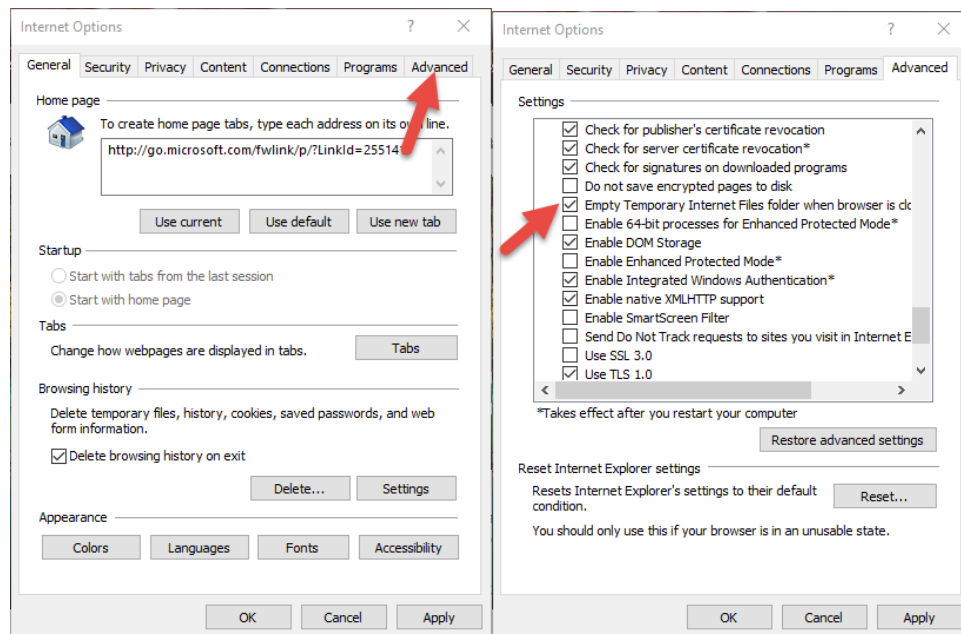 Internet Options
General Security Privacy Content Connections Programs Advanced
Home page
To create home page tabs, type each address on its line.
http://go.microsoft.com/fwlink/p/?LinkId=25514
Use current Use default Use new tab
Startup
Start with tabs from the last session
Start with home page
Tabs
Change how webpages are displayed in tabs. Tabs
Browsing history
Delete temporary files, history, cookies, saved passwords, and web
form information.
Delete browsing history on exit
Delete... Settings
Appearance
Colors Languages Fonts Accessibility
OK Cancel Apply
Internet Options
General Security Privacy Content Connections Programs Advanced
Settings
Check for publisher's certificate revocation
Check for server certificate revocation*
Check for signatures on downloaded programs
Do not save encrypted pages to disk
Empty Temporary Internet Files folder when browser is clo
Enable 64-bit processes for Enhanced Protected Mode*
Enable DOM Storage
Enable Enhanced Protected Mode*
Enable Integrated Windows Authentication*
Enable native XMLHTTP support
Enable SmartScreen Filter
Send Do Not Track requests to sites you visit in Internet E
Use SSL 3.0
Use TLS 1.0
*Takes effect after you restart your computer
Restore advanced settings
Reset Internet Explorer settings
Resets Internet Explorer's settings to their default
condition.
Reset...
You should only use this if your browser is in an unusable state.
OK Cancel Apply